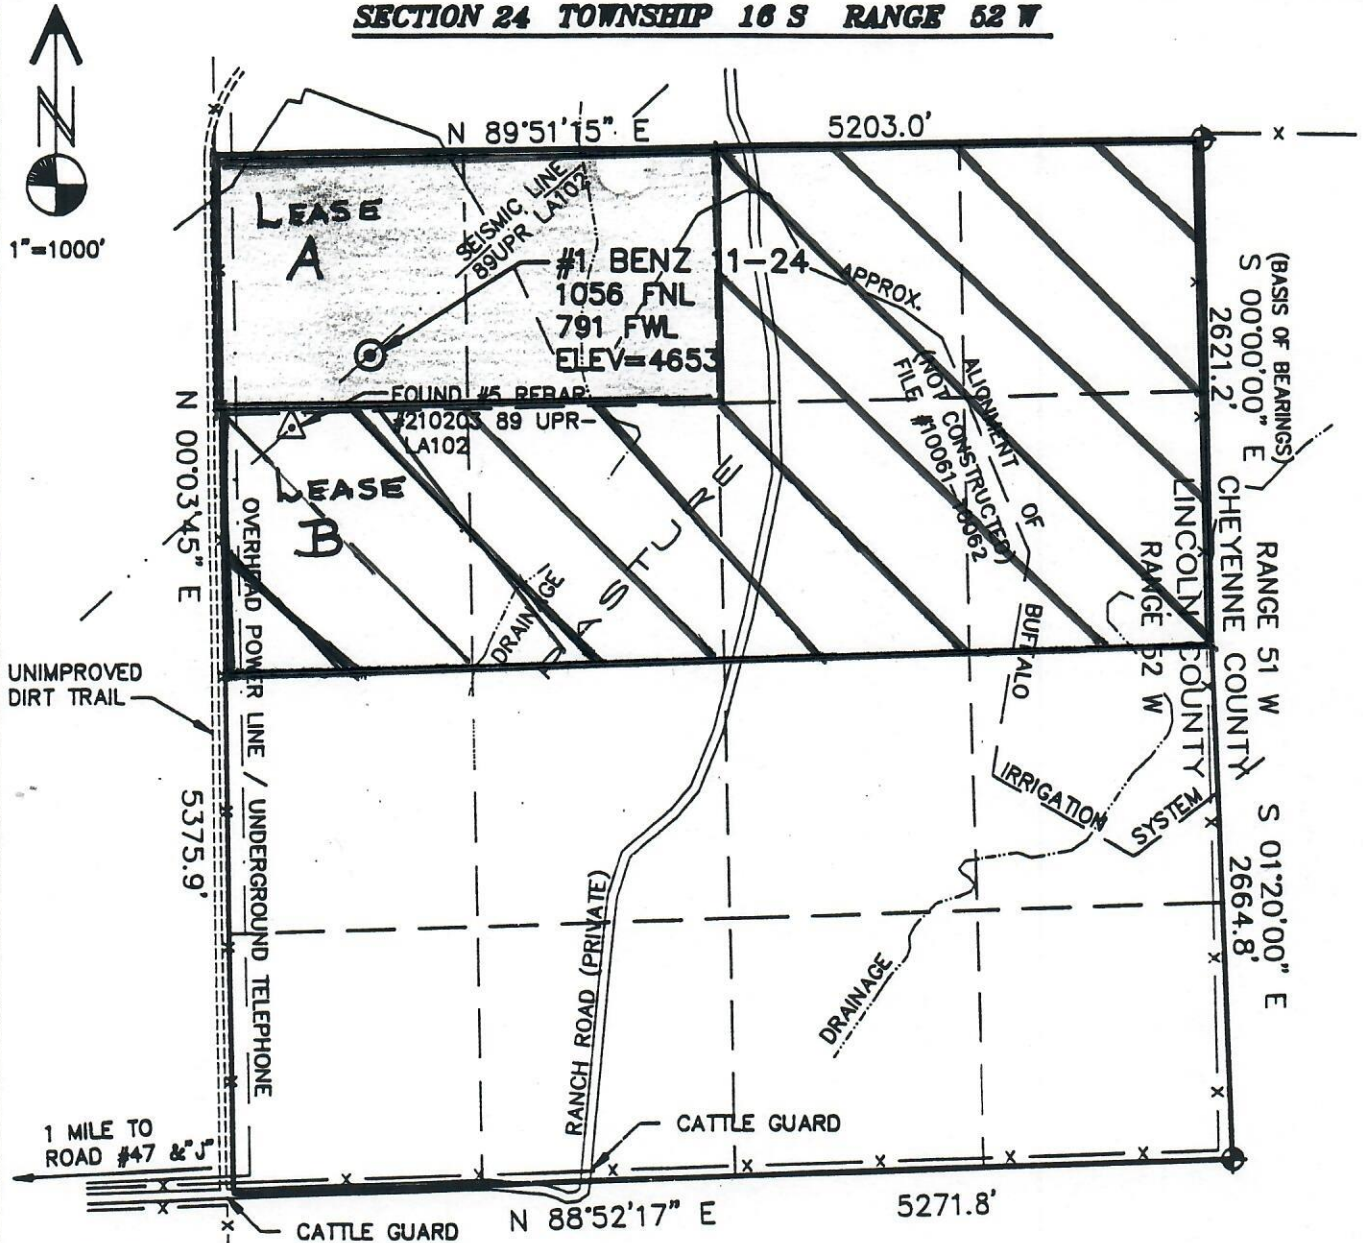 SECTION 24 TOWNSHIP 16 S RANGE 52 W
N
1"=1000'
N 89°51'15" E
5203.0'
LEASE
A
SEISMIC LINE
89UPR LA102
#1 BENZ 11-24
1056 FNL
791 FWL
ELEV=4653
APPROX.
ALIGNMENT
OF
(NOT CONSTRUCTED)
FILE #10061-10062
BUFFALO
IRRIGATION
SYSTEM
(BASIS OF BEARINGS)
S 00°00'00" E
2621.2'
FOUND #5 REBAR
#210203 89 UPR-
LA102
LEASE
B
N 00°03'45" E
5375.9'
PASTURE
DRAINAGE
OVERHEAD POWER LINE / UNDERGROUND TELEPHONE
UNIMPROVED
DIRT TRAIL
RANGE 51 W
CHEYENNE COUNTY
LINCOLN COUNTY
RANGE 52 W
S 01°20'00" E
2664.8'
DRAINAGE
RANCH ROAD (PRIVATE)
1 MILE TO
ROAD #47 &"J"
CATTLE GUARD
CATTLE GUARD
N 88°52'17" E
5271.8'